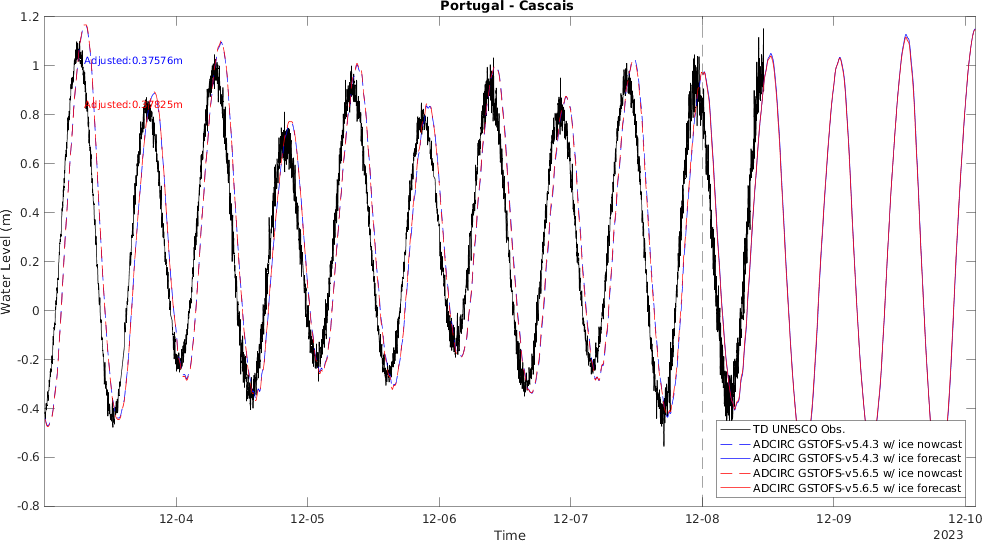 Portugal - Cascais
1.2
1
0.8
0.6
0.4
0.2
0
-0.2
-0.4
-0.6
-0.8
Water Level (m)
Adjusted:0.37576m
Adjusted:0.37825m
TD UNESCO Obs.
ADCIRC GSTOFS-v5.4.3 w/ ice nowcast
ADCIRC GSTOFS-v5.4.3 w/ ice forecast
ADCIRC GSTOFS-v5.6.5 w/ ice nowcast
ADCIRC GSTOFS-v5.6.5 w/ ice forecast
12-04 12-05 12-06 12-07 12-08 12-09 12-10
Time
2023